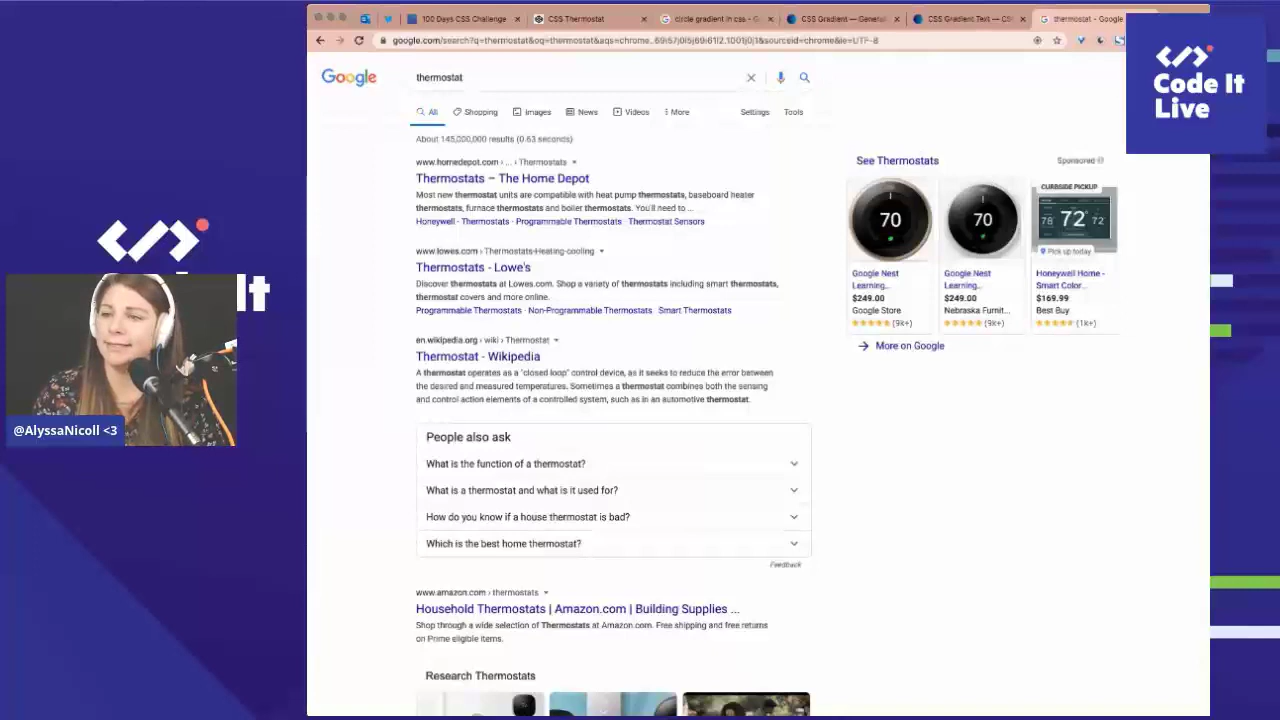 100 Days CSS Challenge
CSS Thermostat
circle gradient in css - G
CSS Gradient — Generat
CSS Gradient Text — CSS
thermostat - Google
Google
thermostat
All
Shopping
Images
News
Videos
More
Settings
Tools
About 145,000,000 results (0.63 seconds)
www.homedepot.com › ... › Thermostats
Thermostats – The Home Depot
Most new thermostat units are compatible with heat pump thermostats, baseboard heater
thermostats, furnace thermostats and boiler thermostats. You'll need to ...
Honeywell · Thermostats · Programmable Thermostats · Thermostat Sensors
www.lowes.com › Thermostats-Heating-cooling
Thermostats - Lowe's
Discover thermostats at Lowes.com. Shop a variety of thermostats including smart thermostats,
thermostat covers and more online.
Programmable Thermostats · Non-Programmable Thermostats · Smart Thermostats
en.wikipedia.org › wiki › Thermostat
Thermostat - Wikipedia
A thermostat operates as a "closed loop" control device, as it seeks to reduce the error between
the desired and measured temperatures. Sometimes a thermostat combines both the sensing
and control action elements of a controlled system, such as in an automotive thermostat.
People also ask
What is the function of a thermostat?
What is a thermostat and what is it used for?
How do you know if a house thermostat is bad?
Which is the best home thermostat?
Feedback
www.amazon.com › thermostats
Household Thermostats | Amazon.com | Building Supplies ...
Shop through a wide selection of Thermostats at Amazon.com. Free shipping and free returns
on Prime eligible items.
Research Thermostats
See Thermostats
Sponsored
70
Google Nest
Learning...
$249.00
Google Store
(9k+)
70
Google Nest
Learning...
$249.00
Nebraska Furnit...
(9k+)
CURBSIDE PICKUP
78 72 72
Pick up today
Honeywell Home -
Smart Color...
$169.99
Best Buy
(1k+)
More on Google
Code It
Live
It
@AlyssaNicoll <3